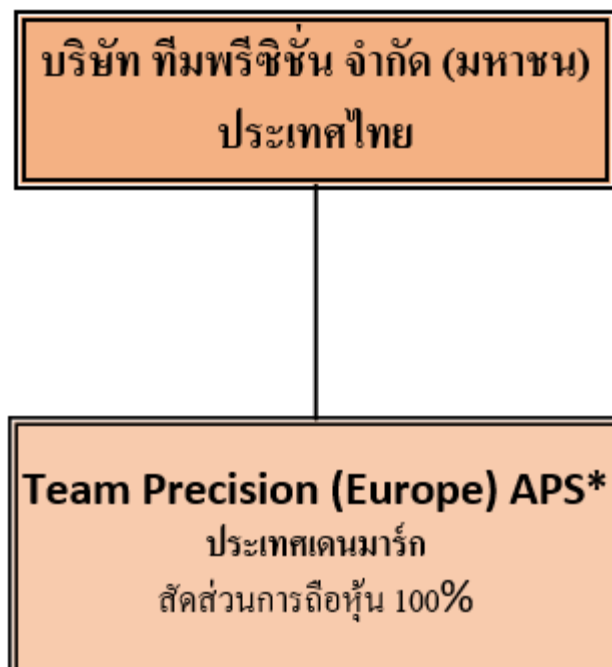 บริษัท ทีมพรีซิชั่น จำกัด (มหาชน)
ประเทศไทย
Team Precision (Europe) APS*
ประเทศเดนมาร์ก
สัดส่วนการถือหุ้น 100%